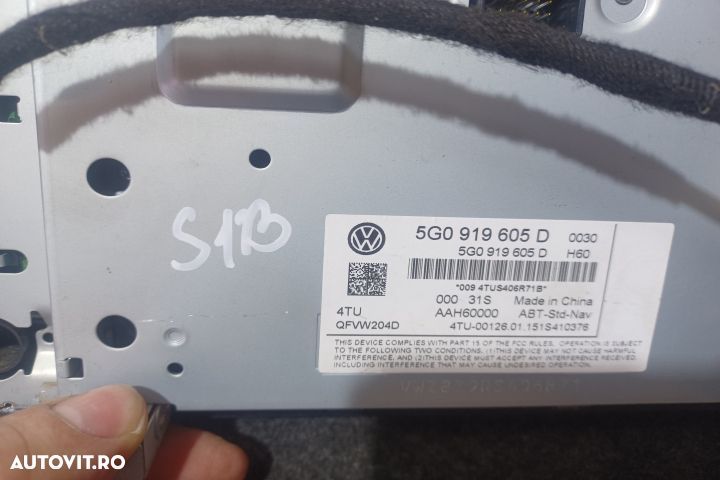 S1B
5G0 919 605 D 0030
5G0 919 605 D H60
*009 4TUS406R71B*
000 31S Made in China
4TU AAH60000 ABT-Std-Nav
QFVW204D 4TU-00126.01.151S410376
THIS DEVICE COMPLIES WITH PART 15 OF THE FCC RULES. OPERATION IS SUBJECT
TO THE FOLLOWING TWO CONDITIONS. (1)THIS DEVICE MAY NOT CAUSE HARMFUL
INTERFERENCE, AND (2)THIS DEVICE MUST ACCEPT ANY INTERFERENCE RECEIVED,
INCLUDING INTERFERENCE THAT MAY CAUSE UNDESIRED OPERATION.
AUTOVIT.RO
AUTOVIT.RO